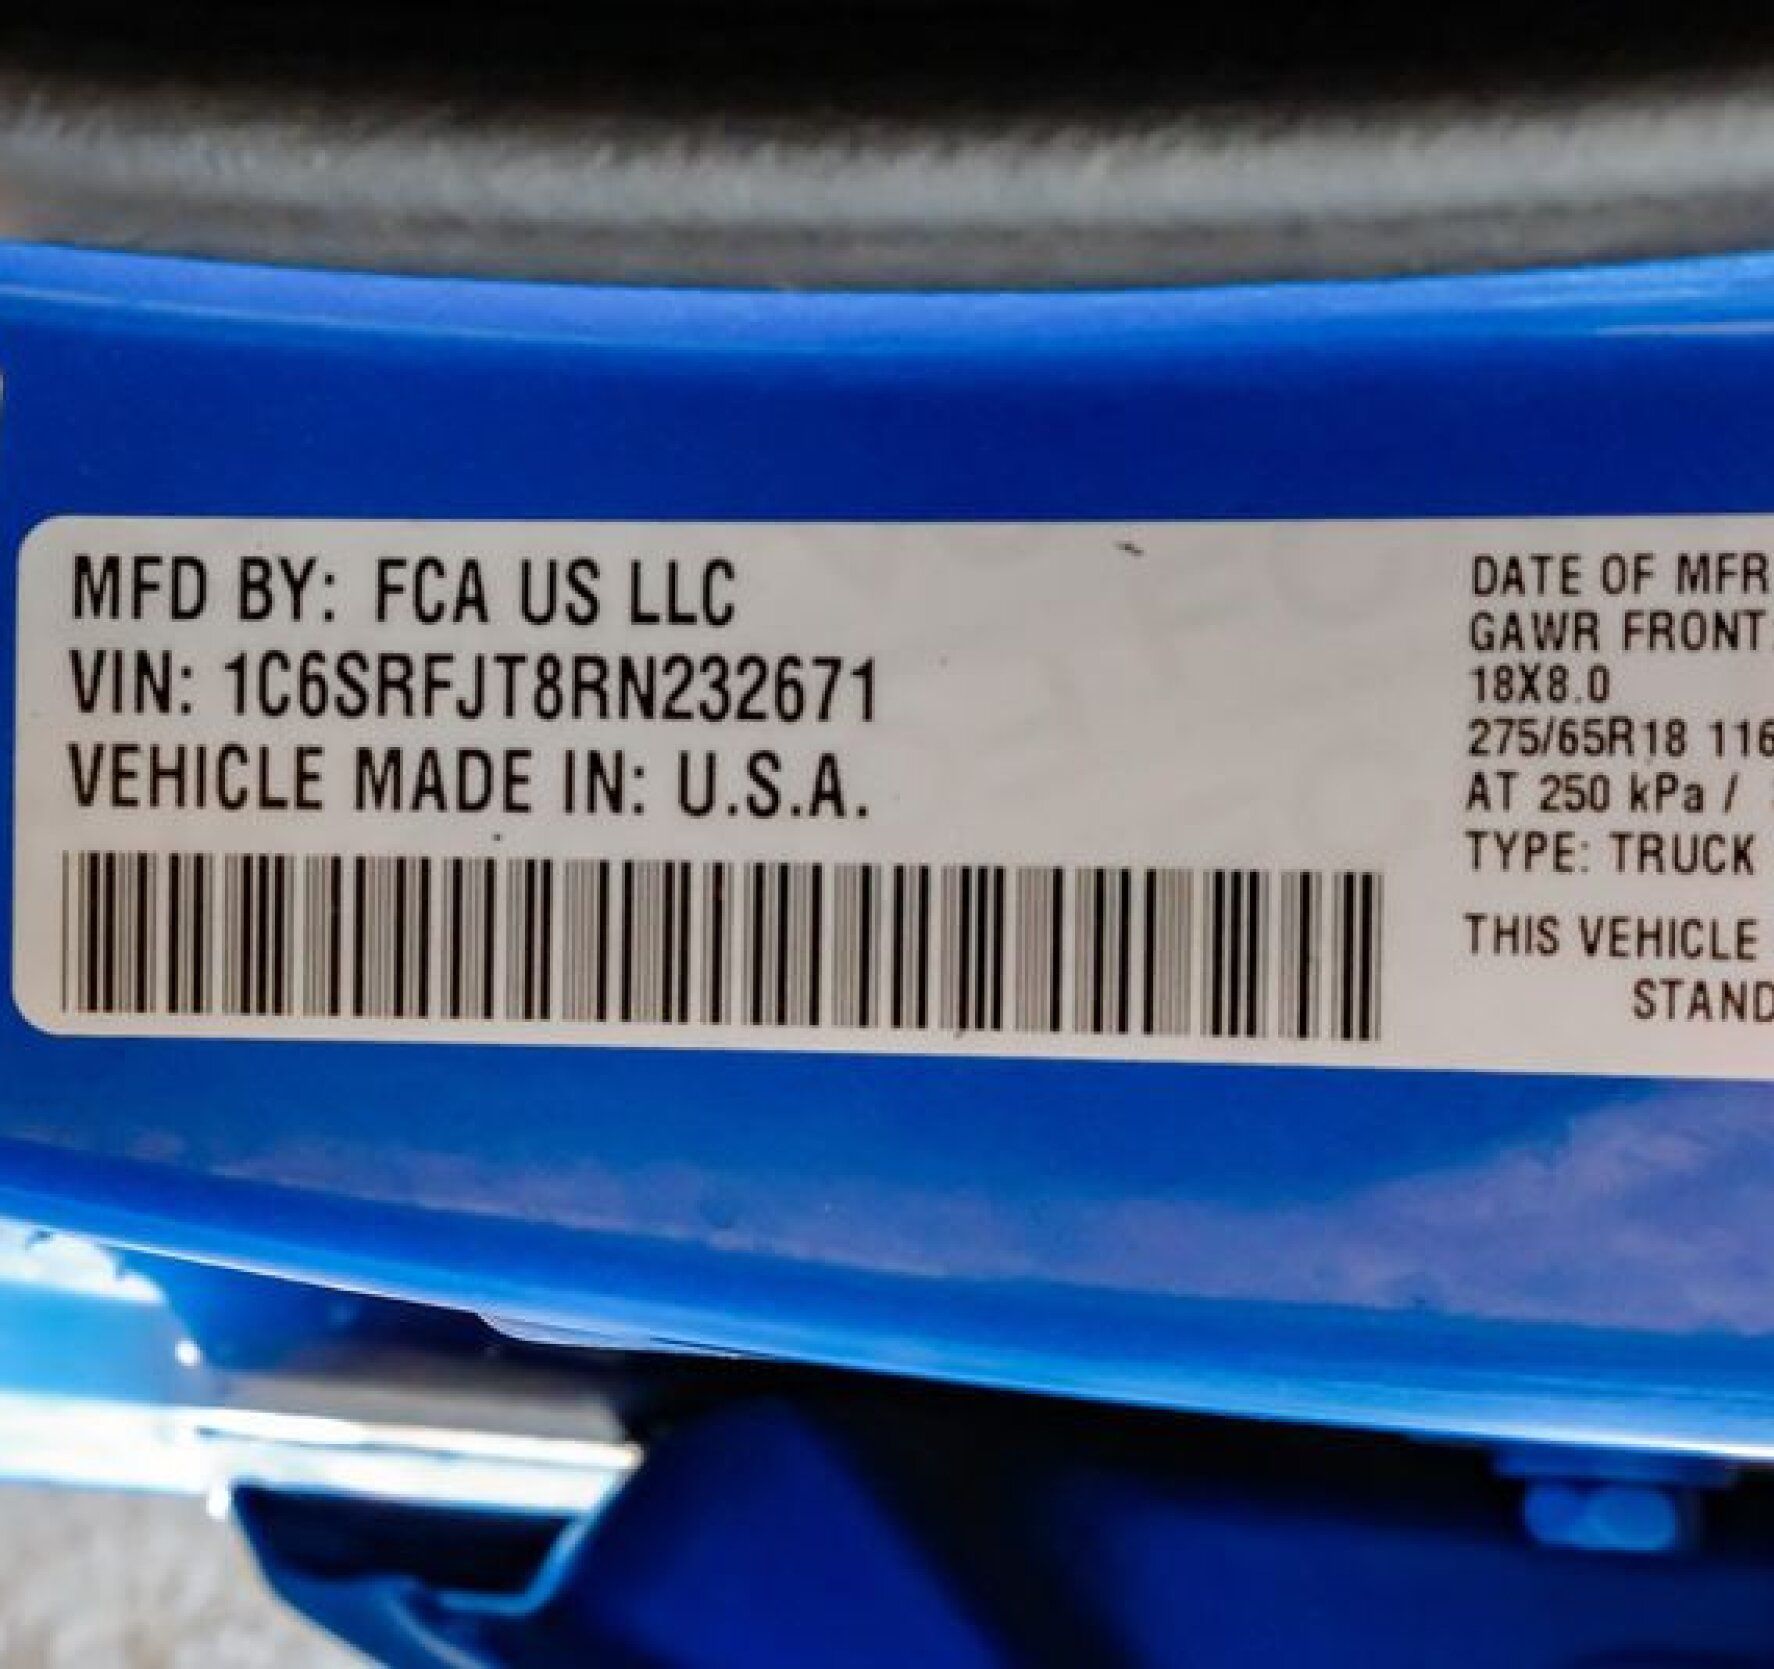 MFD BY: FCA US LLC
VIN: 1C6SRFJT8RN232671
VEHICLE MADE IN: U.S.A.
DATE OF MFR
GAWR FRONT
18X8.0
275/65R18 116
AT 250 kPa /
TYPE: TRUCK
THIS VEHICLE
STAND